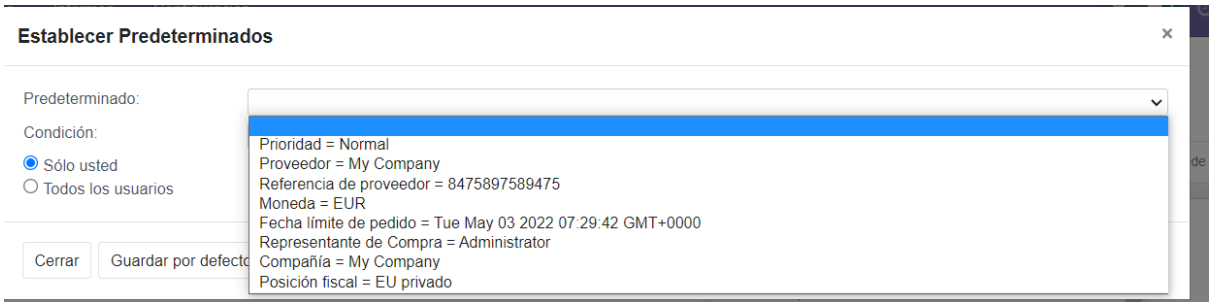 Establecer Predeterminados ×
Predeterminado:
Condición:
Sólo usted
Todos los usuarios
Prioridad = Normal
Proveedor = My Company
Referencia de proveedor = 8475897589475
Moneda = EUR
Fecha límite de pedido = Tue May 03 2022 07:29:42 GMT+0000
Representante de Compra = Administrator
Compañía = My Company
Posición fiscal = EU privado
de
Cerrar
Guardar por defecto